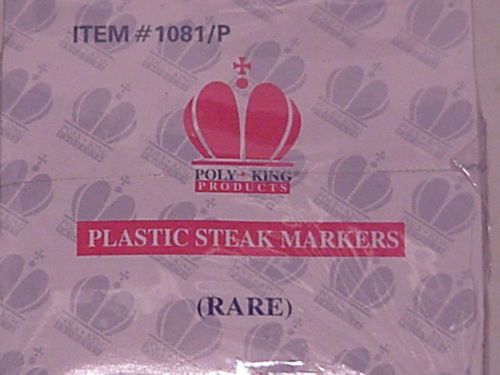 ITEM #1081/P
POLY KING®
PRODUCTS
PLASTIC STEAK MARKERS
(RARE)